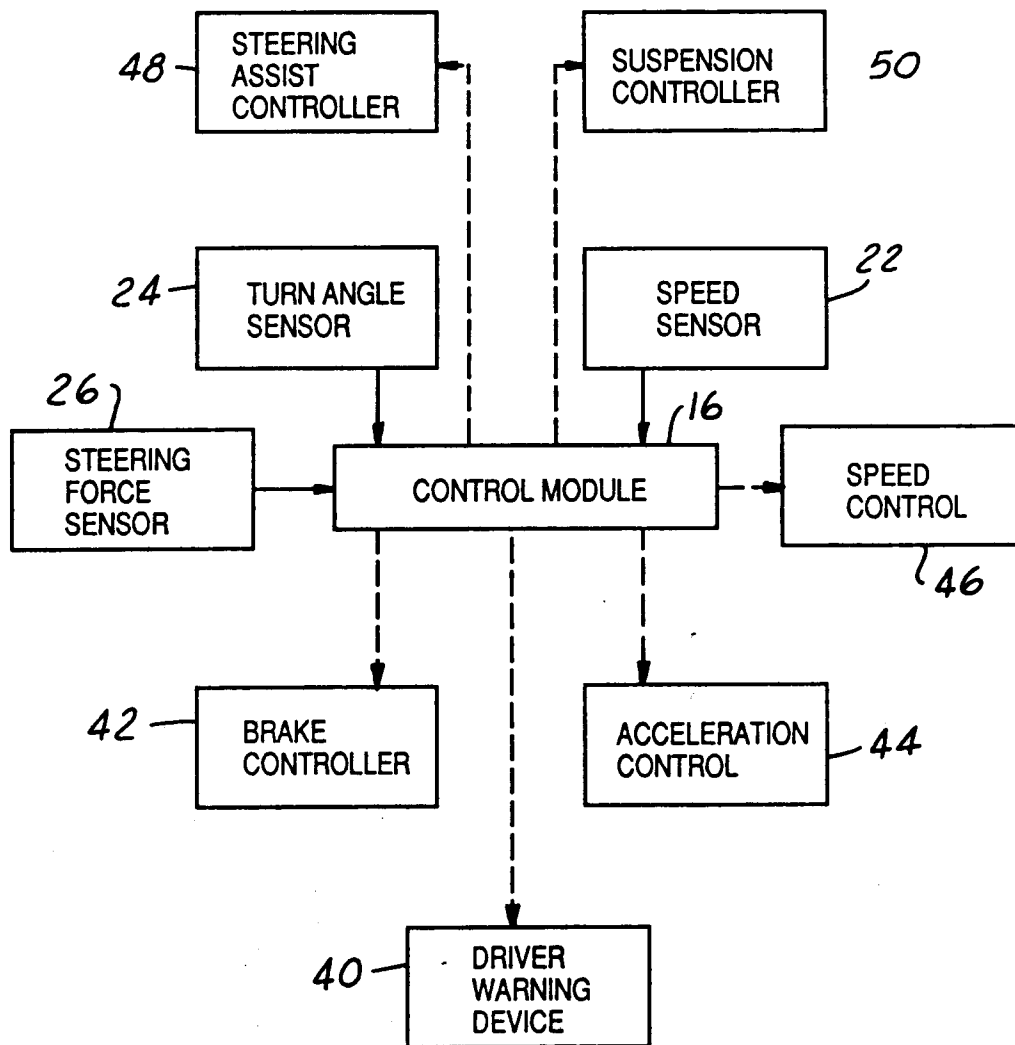 48
STEERING
ASSIST
CONTROLLER
SUSPENSION
CONTROLLER
50
24
TURN ANGLE
SENSOR
SPEED
SENSOR
22
26
STEERING
FORCE
SENSOR
16
CONTROL MODULE
SPEED
CONTROL
46
42
BRAKE
CONTROLLER
ACCELERATION
CONTROL
44
40
DRIVER
WARNING
DEVICE